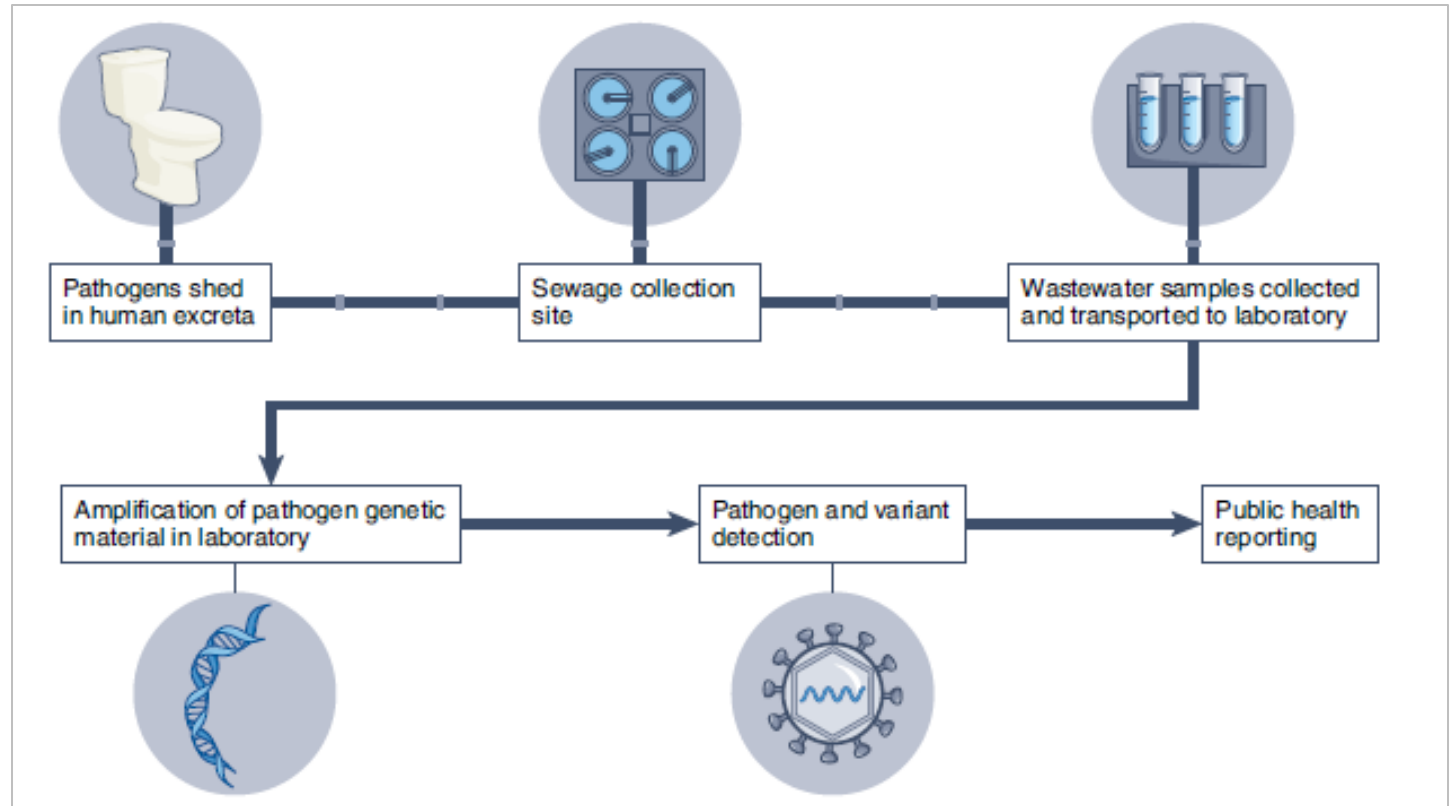 Pathogens shed
in human excreta
Sewage collection
site
Wastewater samples collected
and transported to laboratory
Amplification of pathogen genetic
material in laboratory
Pathogen and variant
detection
Public health
reporting